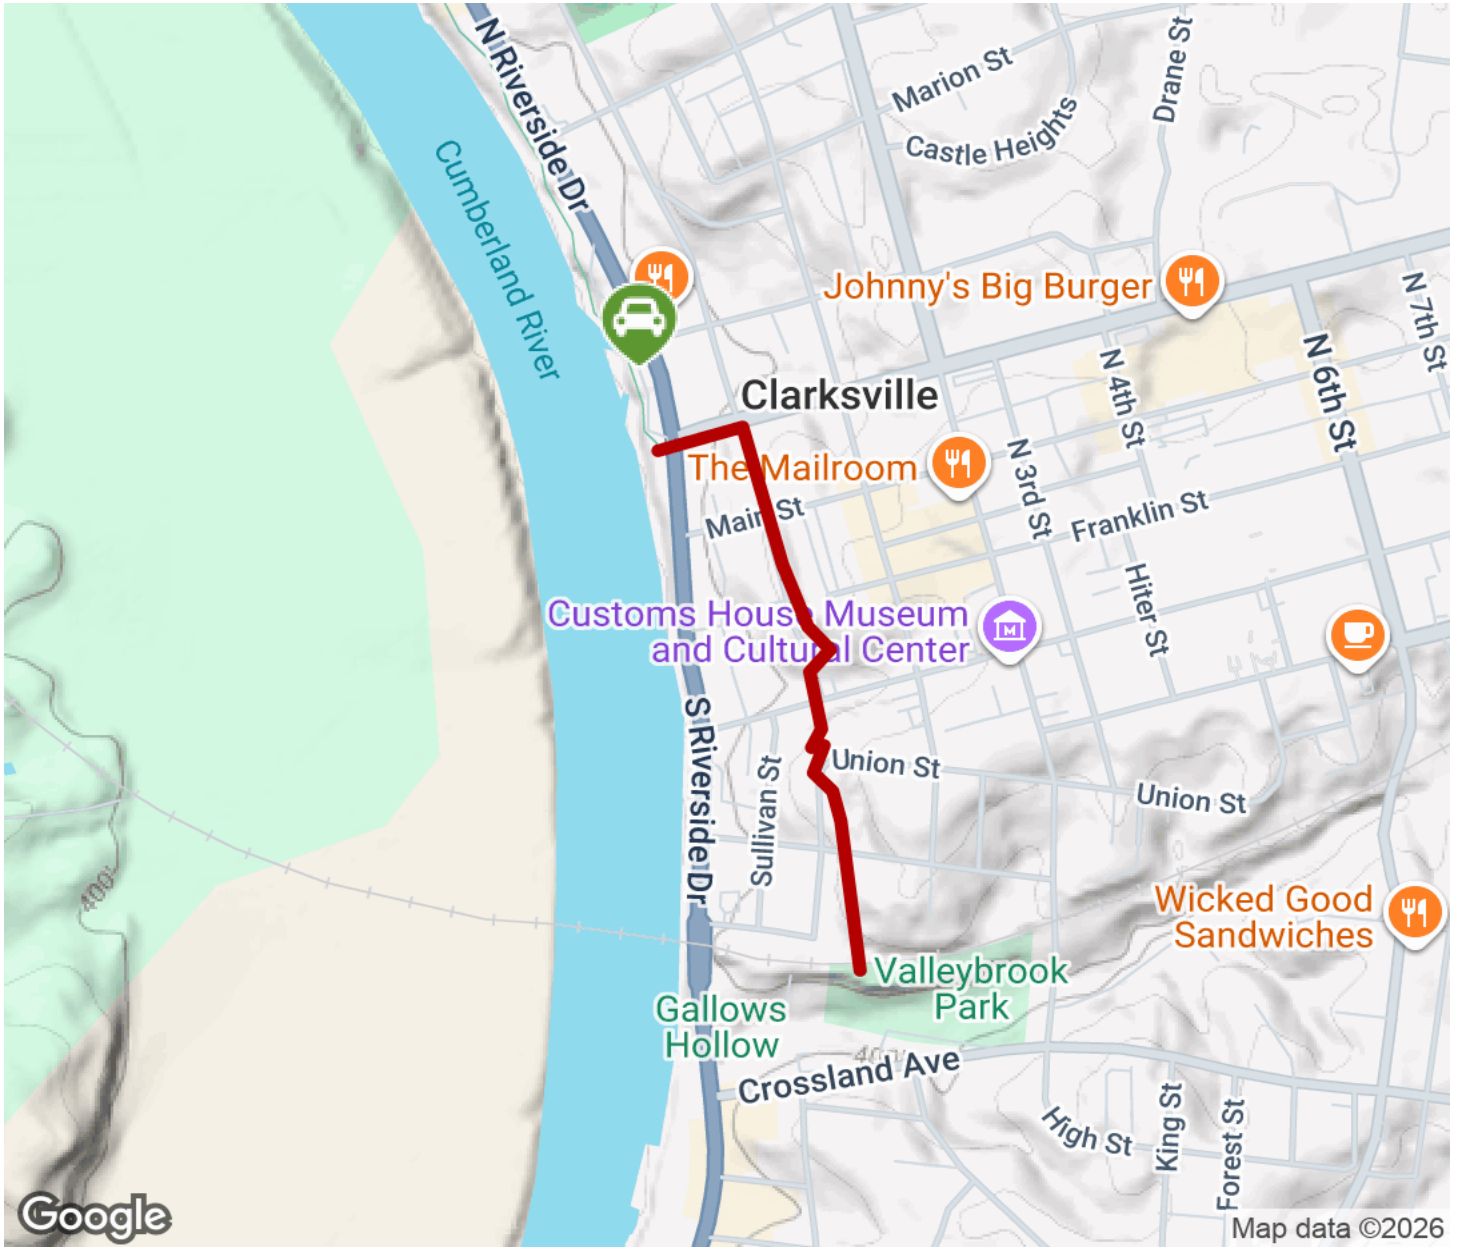 N Riverside Dr
Marion St
Drane St
Castle Heights
Cumberland River
Johnny's Big Burger
N 7th St
N 6th St
N 4th St
Clarksville
The Mailroom
N 3rd St
Main St
Franklin St
Hiter St
Customs House Museum
and Cultural Center
M
S Riverside Dr
Union St
Sullivan St
Union St
400
Wicked Good
Sandwiches
Valleybrook
Park
Gallows
Hollow
Crossland Ave
High St
King St
Forest St
Google
Map data ©2026